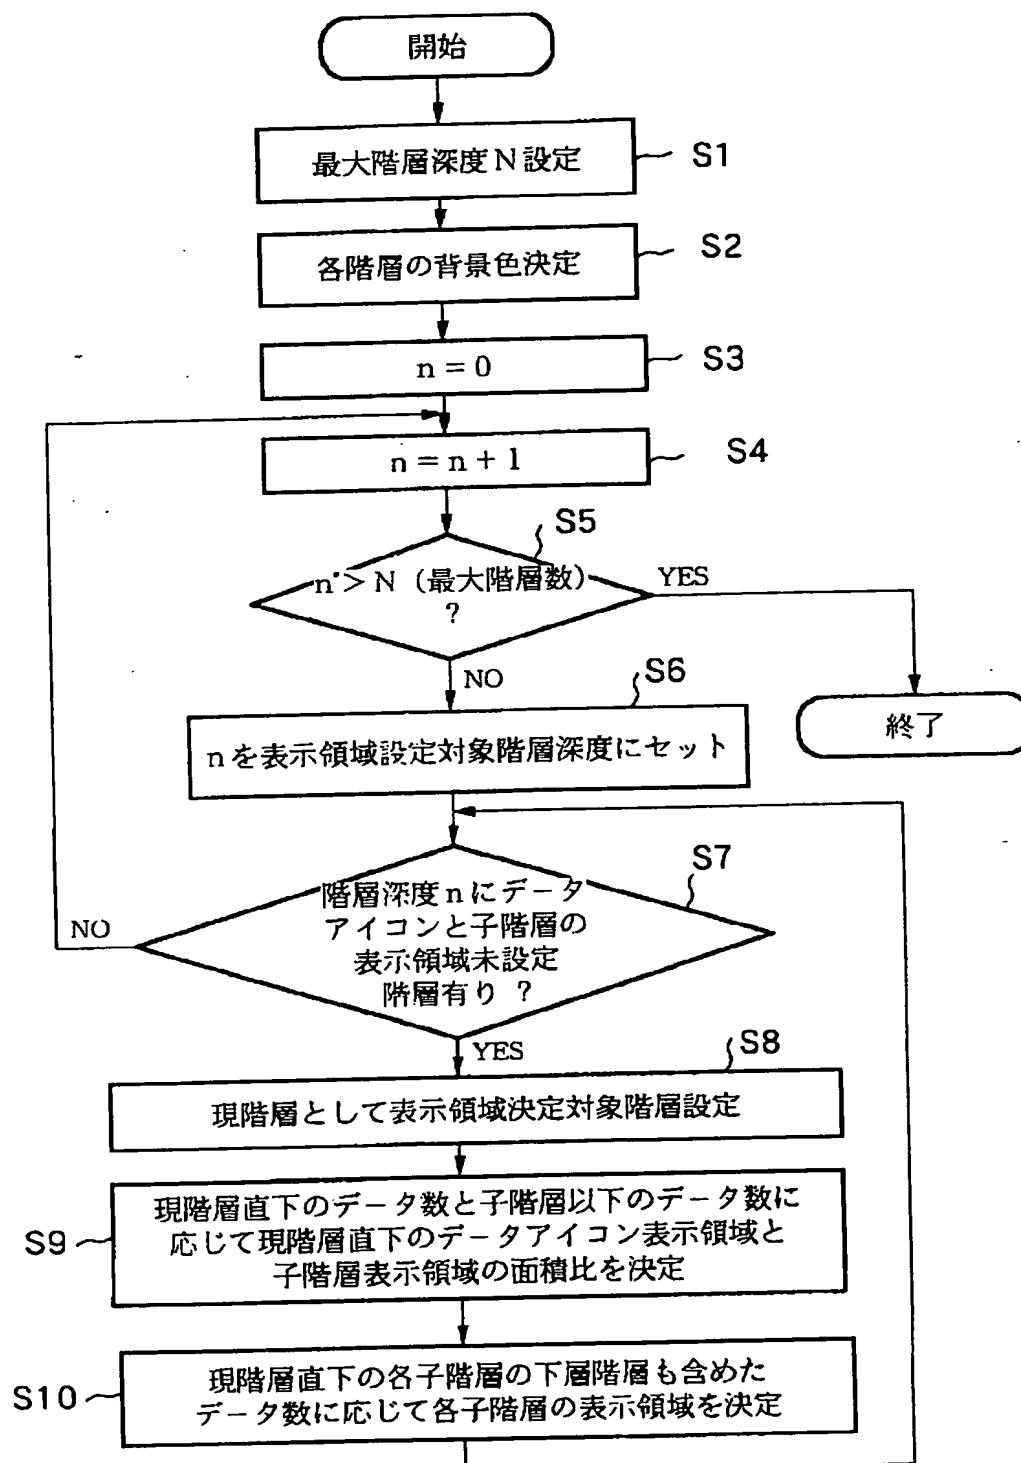 開始
最大階層深度N設定
S1
各階層の背景色決定
S2
n = 0
S3
n = n + 1
S4
S5
n > N (最大階層数)
?
YES
NO
S6
終了
nを表示領域設定対象階層深度にセット
S7
階層深度nにデータ
アイコンと子階層の
表示領域未設定
階層有り ?
NO
YES
S8
現階層として表示領域決定対象階層設定
S9
現階層直下のデータ数と子階層以下のデータ数に
応じて現階層直下のデータアイコン表示領域と
子階層表示領域の面積比を決定
S10
現階層直下の各子階層の下層階層も含めた
データ数に応じて各子階層の表示領域を決定